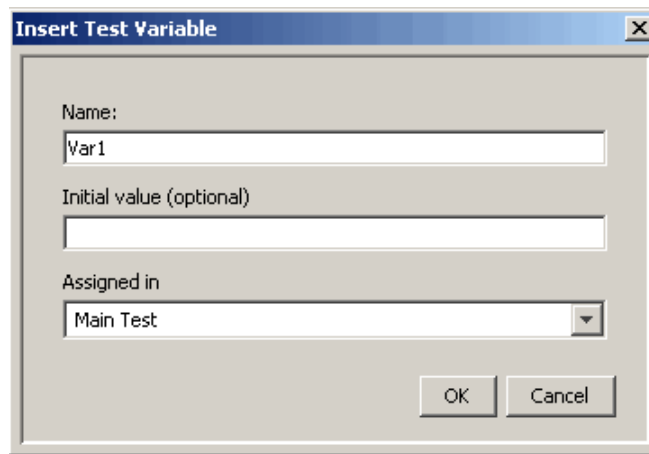 Insert Test Variable
Name:
Var1
Initial value (optional)
Assigned in
Main Test
OK Cancel